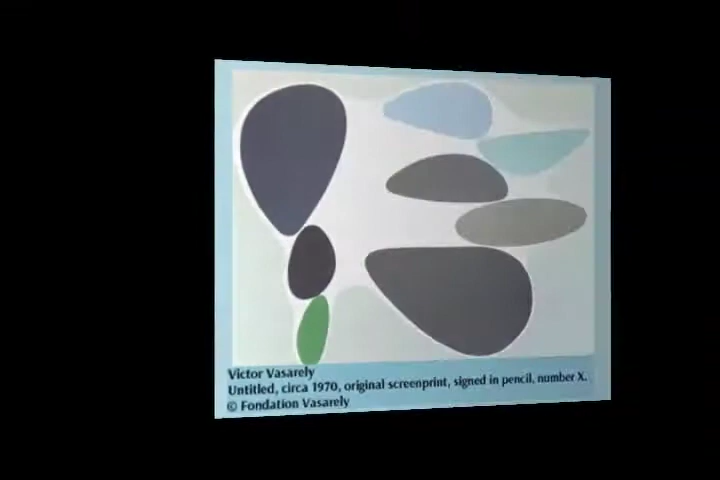 Victor Vasarely
Untitled, circa 1970, original screenprint, signed in pencil, number X.
© Fondation Vasarely